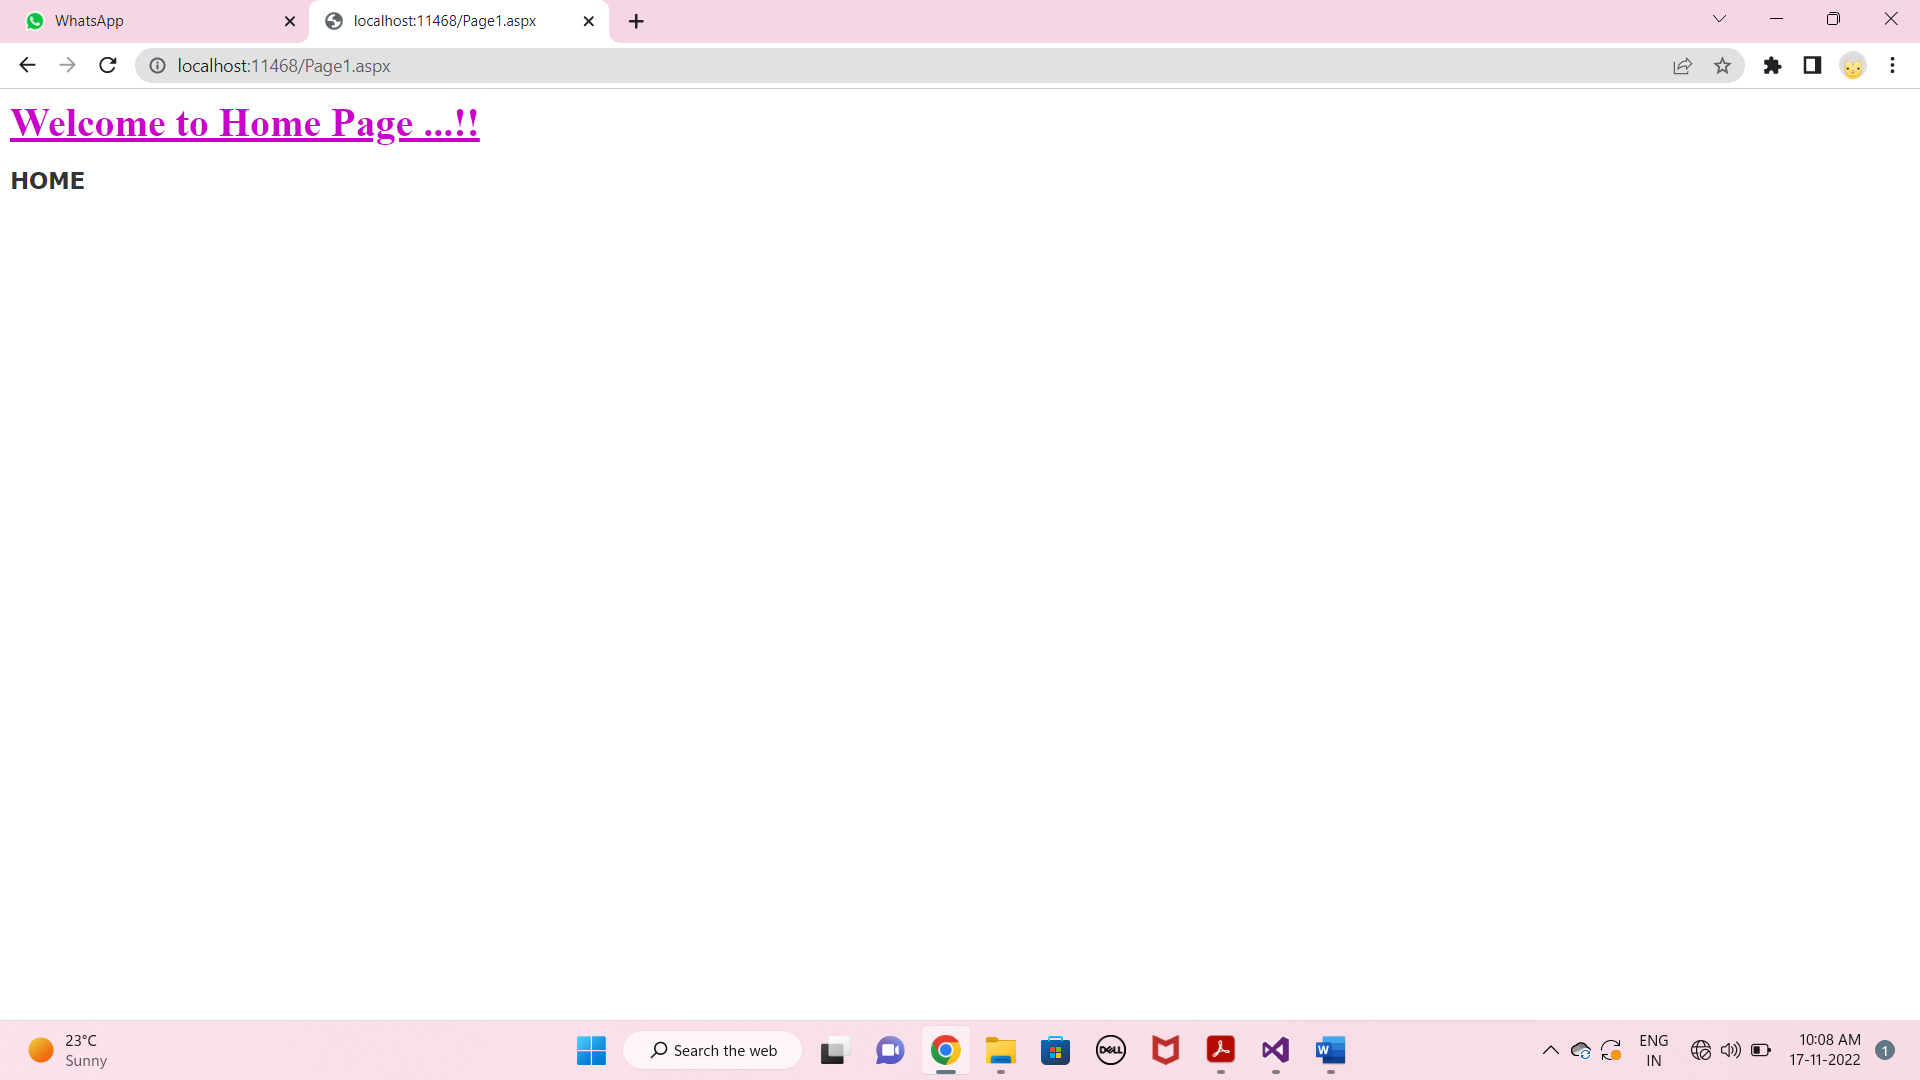 WhatsApp
localhost:11468/Page1.aspx
localhost:11468/Page1.aspx
Welcome to Home Page ...!!
HOME
23°C
Sunny
Search the web
DELL
W
ENG
IN
10:08 AM
17-11-2022
1